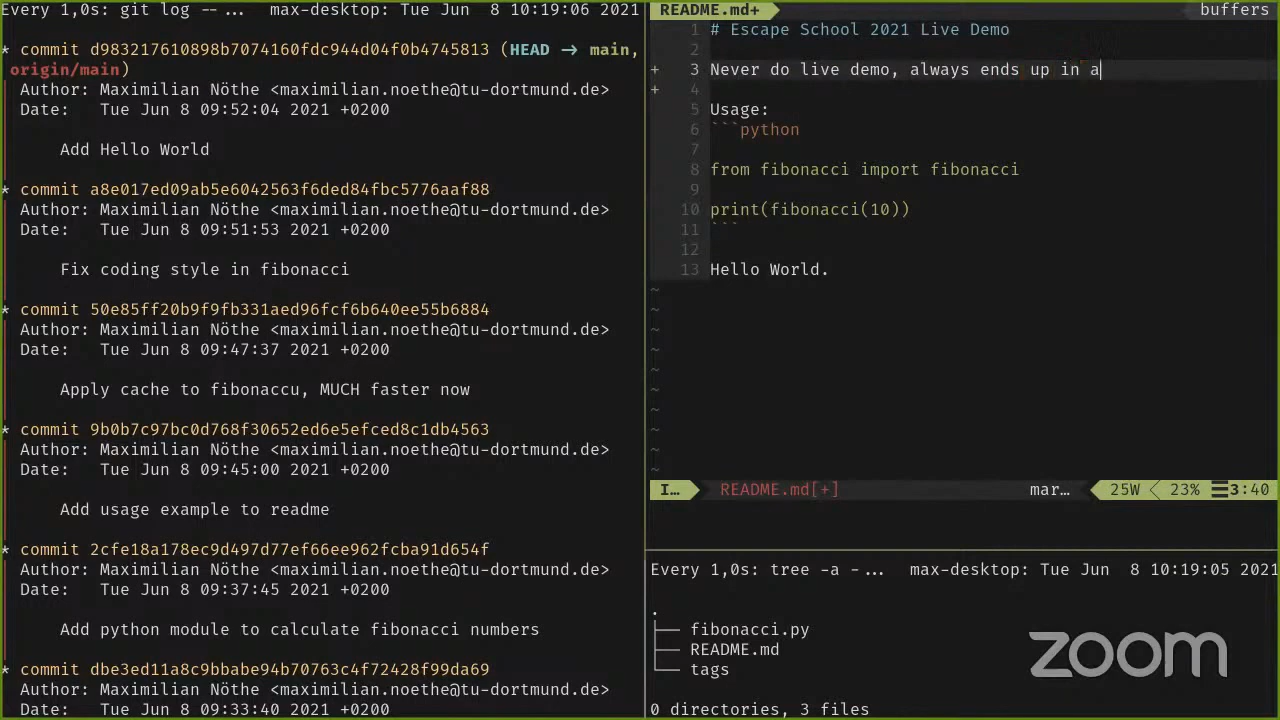 Every 1,0s: git log --...  max-desktop: Tue Jun  8 10:19:06 2021
* commit d983217610898b7074160fdc944d04f0b4745813 (HEAD -> main,
origin/main)
Author: Maximilian Nöthe <maximilian.noethe@tu-dortmund.de>
Date:   Tue Jun 8 09:52:04 2021 +0200
Add Hello World
* commit a8e017ed09ab5e6042563f6ded84fbc5776aaf88
Author: Maximilian Nöthe <maximilian.noethe@tu-dortmund.de>
Date:   Tue Jun 8 09:51:53 2021 +0200
Fix coding style in fibonacci
* commit 50e85ff20b9f9fb331aed96fcf6b640ee55b6884
Author: Maximilian Nöthe <maximilian.noethe@tu-dortmund.de>
Date:   Tue Jun 8 09:47:37 2021 +0200
Apply cache to fibonaccu, MUCH faster now
* commit 9b0b7c97bc0d768f30652ed6e5efced8c1db4563
Author: Maximilian Nöthe <maximilian.noethe@tu-dortmund.de>
Date:   Tue Jun 8 09:45:00 2021 +0200
Add usage example to readme
* commit 2cfe18a178ec9d497d77ef66ee962fcba91d654f
Author: Maximilian Nöthe <maximilian.noethe@tu-dortmund.de>
Date:   Tue Jun 8 09:37:45 2021 +0200
Add python module to calculate fibonacci numbers
* commit dbe3ed11a8c9bbabe94b70763c4f72428f99da69
Author: Maximilian Nöthe <maximilian.noethe@tu-dortmund.de>
Date:   Tue Jun 8 09:33:40 2021 +0200
README.md+ buffers
1 # Escape School 2021 Live Demo
2
+ 3 Never do live demo, always ends up in a
+ 4
5 Usage:
6 ```python
7
8 from fibonacci import fibonacci
9
10 print(fibonacci(10))
11 ```
12
13 Hello World.
~
~
~
~
~
~
~
~
~
~
I… README.md[+] mar… 25W 23% ☰3:40
Every 1,0s: tree -a -...  max-desktop: Tue Jun  8 10:19:05 2021
.
├── fibonacci.py
├── README.md
└── tags
0 directories, 3 files
zoom